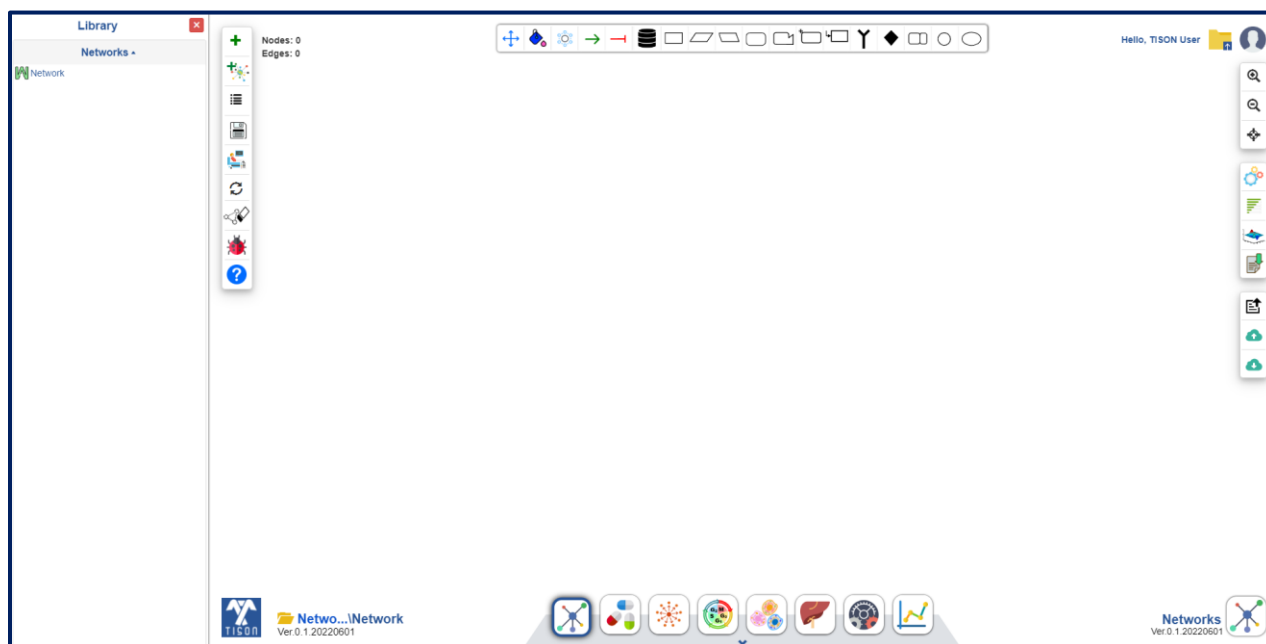 Library
Networks
Network
Nodes: 0
Edges: 0
Hello, TISON User
?
TISON
Netwo...\Network
Ver.0.1.20220601
Networks
Ver.0.1.20220601